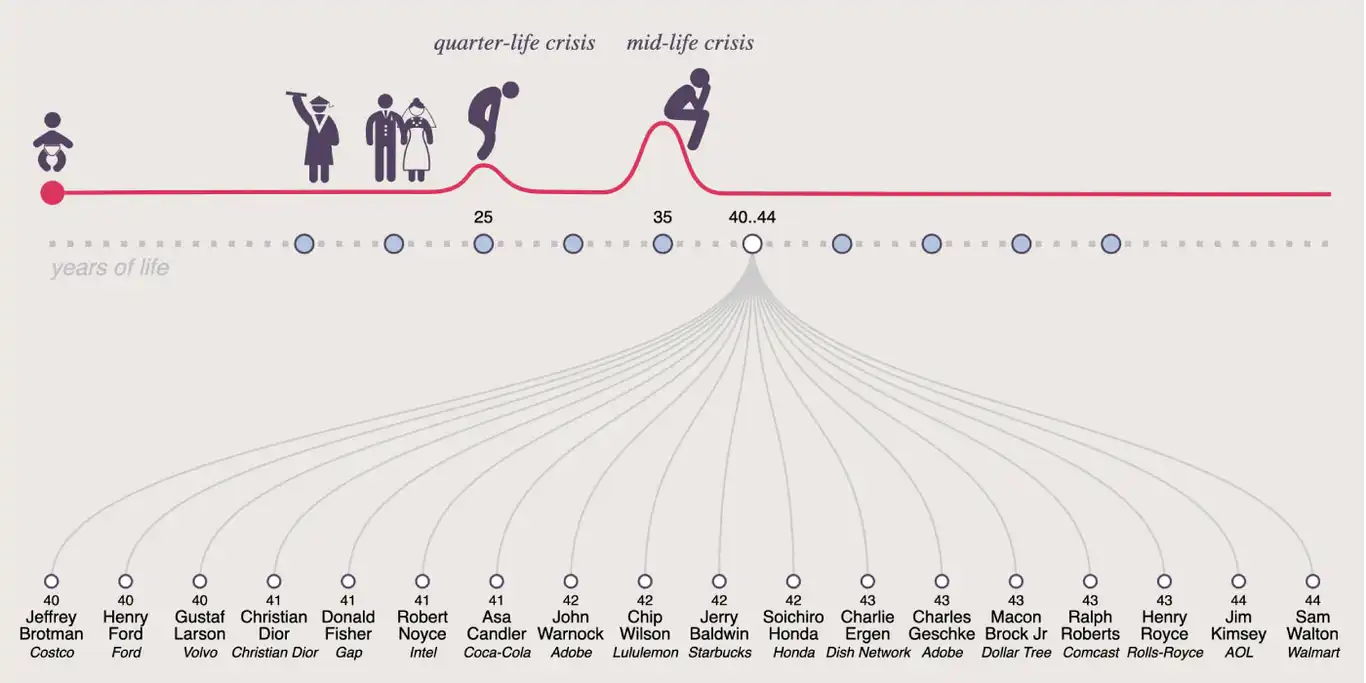 quarter-life crisis
mid-life crisis
25
35
40..44
years of life
40
Jeffrey
Brotman
Costco
40
Henry
Ford
Ford
40
Gustaf
Larson
Volvo
41
Christian
Dior
Christian Dior
41
Donald
Fisher
Gap
41
Robert
Noyce
Intel
41
Asa
Candler
Coca-Cola
42
John
Warnock
Adobe
42
Chip
Wilson
Lululemon
42
Jerry
Baldwin
Starbucks
42
Soichiro
Honda
Honda
43
Charlie
Ergen
Dish Network
43
Charles
Geschke
Adobe
43
Macon
Brock Jr
Dollar Tree
43
Ralph
Roberts
Comcast
43
Henry
Royce
Rolls-Royce
44
Jim
Kimsey
AOL
44
Sam
Walton
Walmart